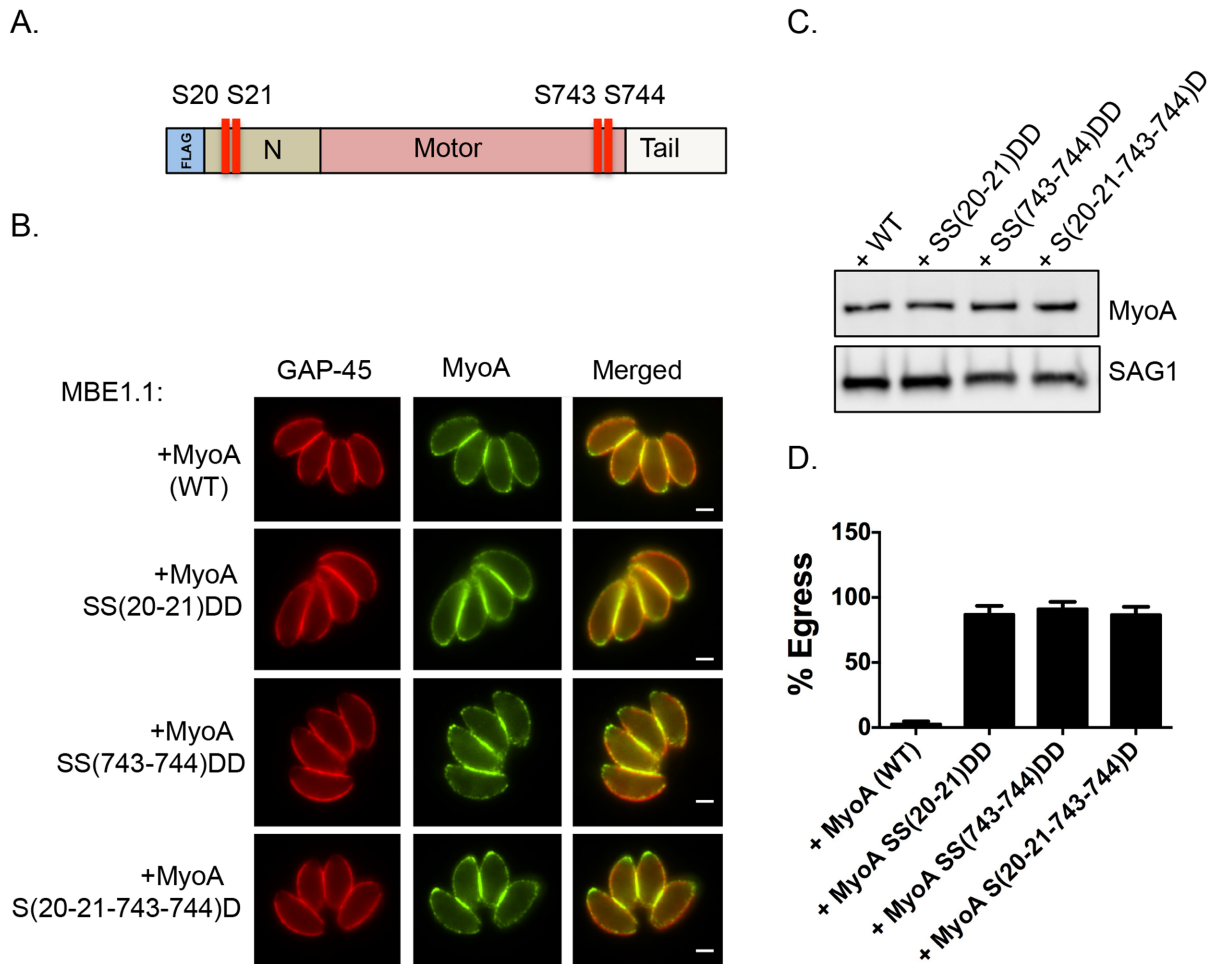 A.
S20 S21
S743 S744
FLAG
N
Motor
Tail
B.
MBE1.1:
GAP-45
MyoA
Merged
+MyoA
(WT)
+MyoA
SS(20-21)DD
+MyoA
SS(743-744)DD
+MyoA
S(20-21-743-744)D
C.
+ WT
+ SS(20-21)DD
+ SS(743-744)DD
+ S(20-21-743-744)D
MyoA
SAG1
D.
% Egress
150
100
50
0
+ MyoA (WT)
+ MyoA SS(20-21)DD
+ MyoA SS(743-744)DD
+ MyoA S(20-21-743-744)D